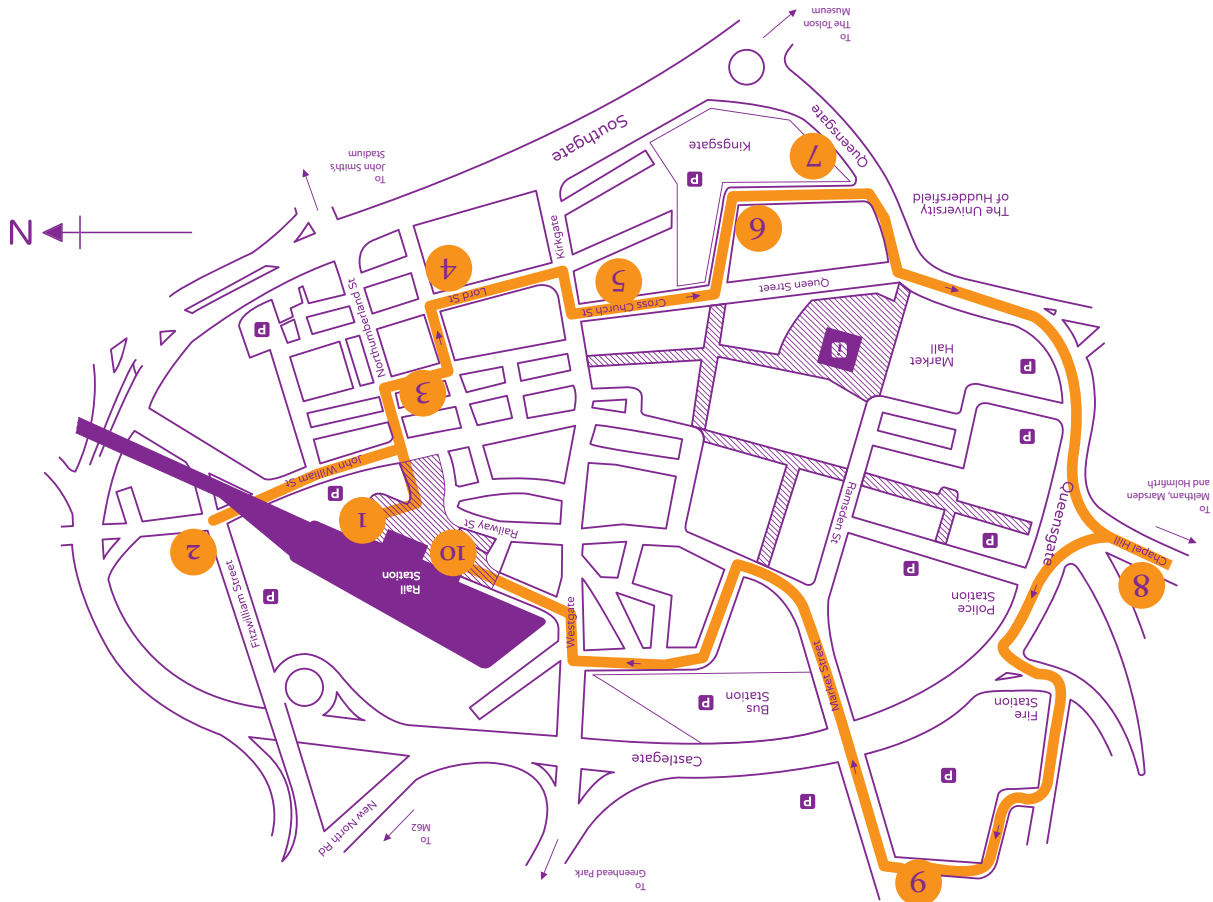 9
To
Greenhead Park
New North Rd
To
M62
P
P
Castlegate
Fire
Station
P
Bus
Station
Market Street
Westgate
Fitzwilliam Street
P
8
Chapel Hill
Police
Station
P
Rail
Station
10
2
P
Queensgate
To
Meltham, Marsden
and Holmfirth
Ramsden St
Railway St
1
P
John William St
P
3
P
Market
Hall
i
P
Northumberland St
Cross Church St
Queen Street
Lord St
5
4
Kirkgate
6
N
The University
of Huddersfield
7
P
Kingsgate
Queensgate
Southgate
To
John Smith's
Stadium
To
The Tolson
Museum